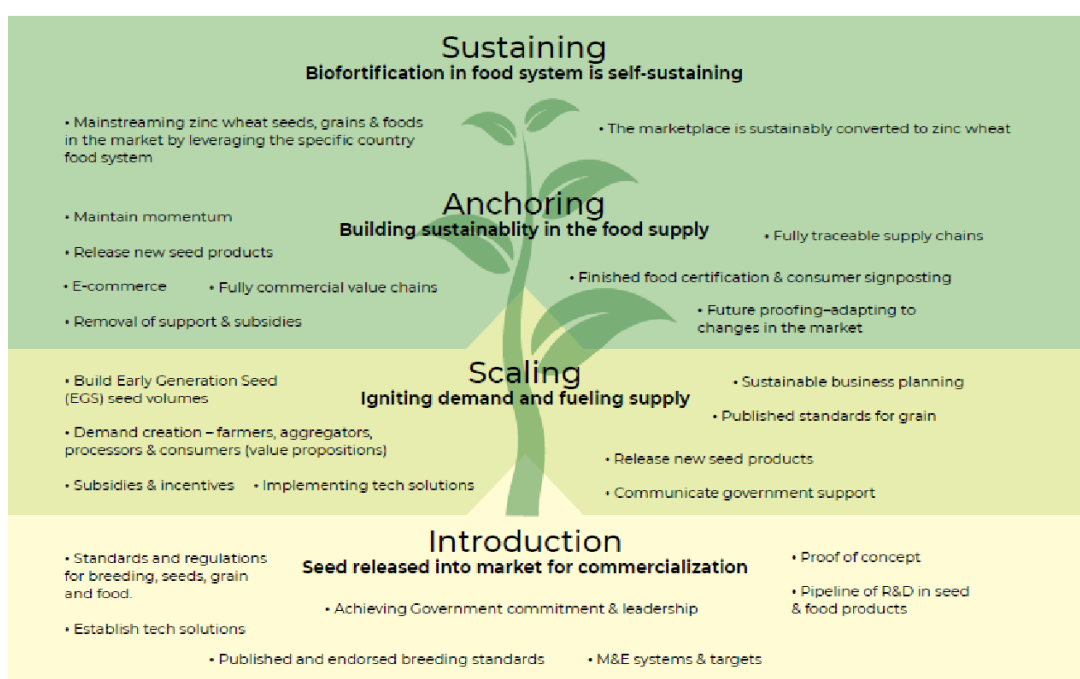 Sustaining
Biofortification in food system is self-sustaining
• Mainstreaming zinc wheat seeds, grains & foods
in the market by leveraging the specific country
food system
• The marketplace is sustainably converted to zinc wheat
Anchoring
Building sustainablity in the food supply
• Maintain momentum
• Release new seed products
• E-commerce
• Fully commercial value chains
• Removal of support & subsidies
• Fully traceable supply chains
• Finished food certification & consumer signposting
• Future proofing–adapting to
changes in the market
Scaling
Igniting demand and fueling supply
• Build Early Generation Seed
(EGS) seed volumes
• Demand creation – farmers, aggregators,
processors & consumers (value propositions)
• Subsidies & incentives
• Implementing tech solutions
• Sustainable business planning
• Published standards for grain
• Release new seed products
• Communicate government support
Introduction
Seed released into market for commercialization
• Standards and regulations
for breeding, seeds, grain
and food.
• Establish tech solutions
• Achieving Government commitment & leadership
• Published and endorsed breeding standards
• M&E systems & targets
• Proof of concept
• Pipeline of R&D in seed
& food products